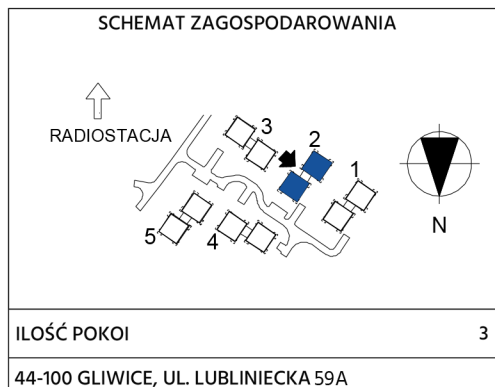 SCHEMAT ZAGOSPODAROWANIA
RADIOSTACJA
3
2
1
5
4
N
ILOŚĆ POKOI 3
44-100 GLIWICE, UL. LUBLINIECKA 59A